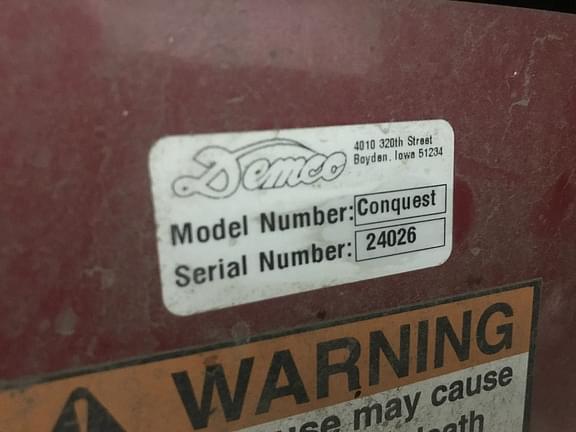 Demco
4010 320th Street
Boyden, Iowa 51234
Model Number: Conquest
Serial Number: 24026
WARNING
may cause